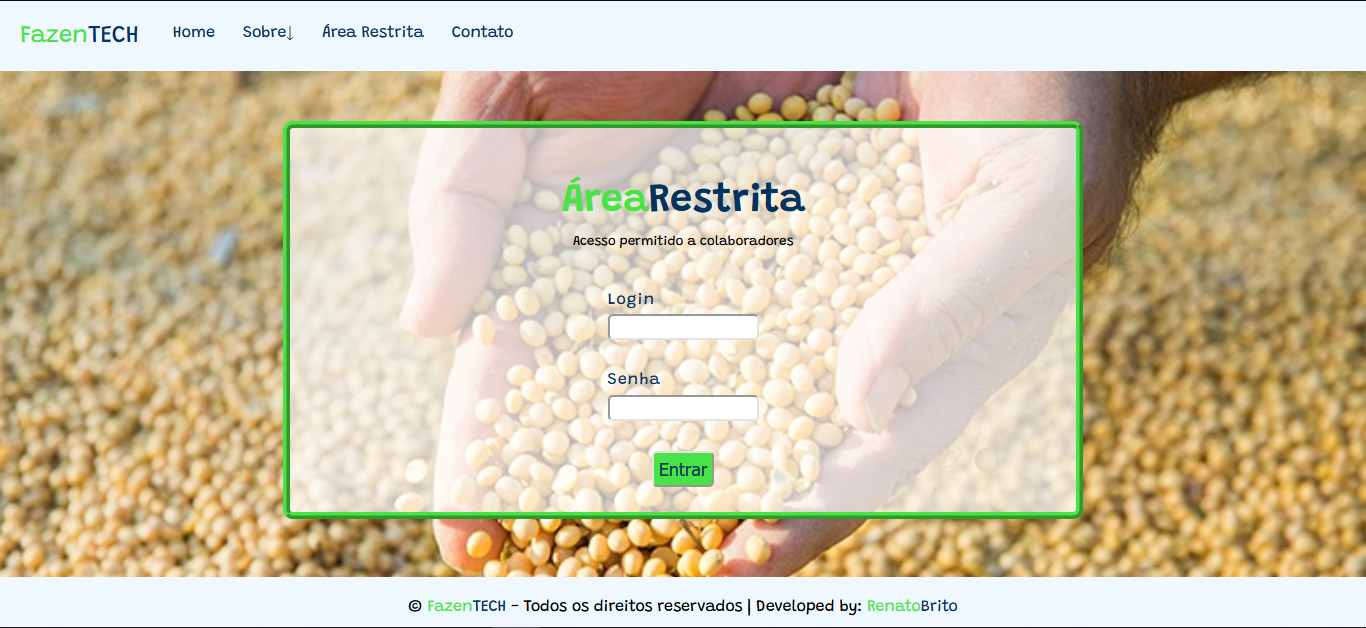 FazenTECH Home Sobre↓ Área Restrita Contato
ÁreaRestrita
Acesso permitido a colaboradores
Login
Senha
Entrar
© FazenTECH - Todos os direitos reservados | Developed by: RenatoBrito